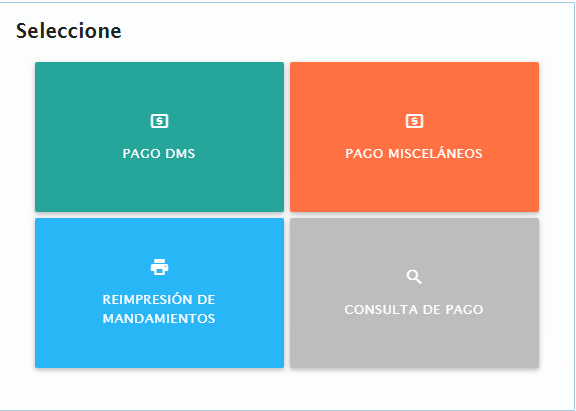 Seleccione
PAGO DMS
PAGO MISCELÁNEOS
REIMPRESIÓN DE
MANDAMIENTOS
CONSULTA DE PAGO